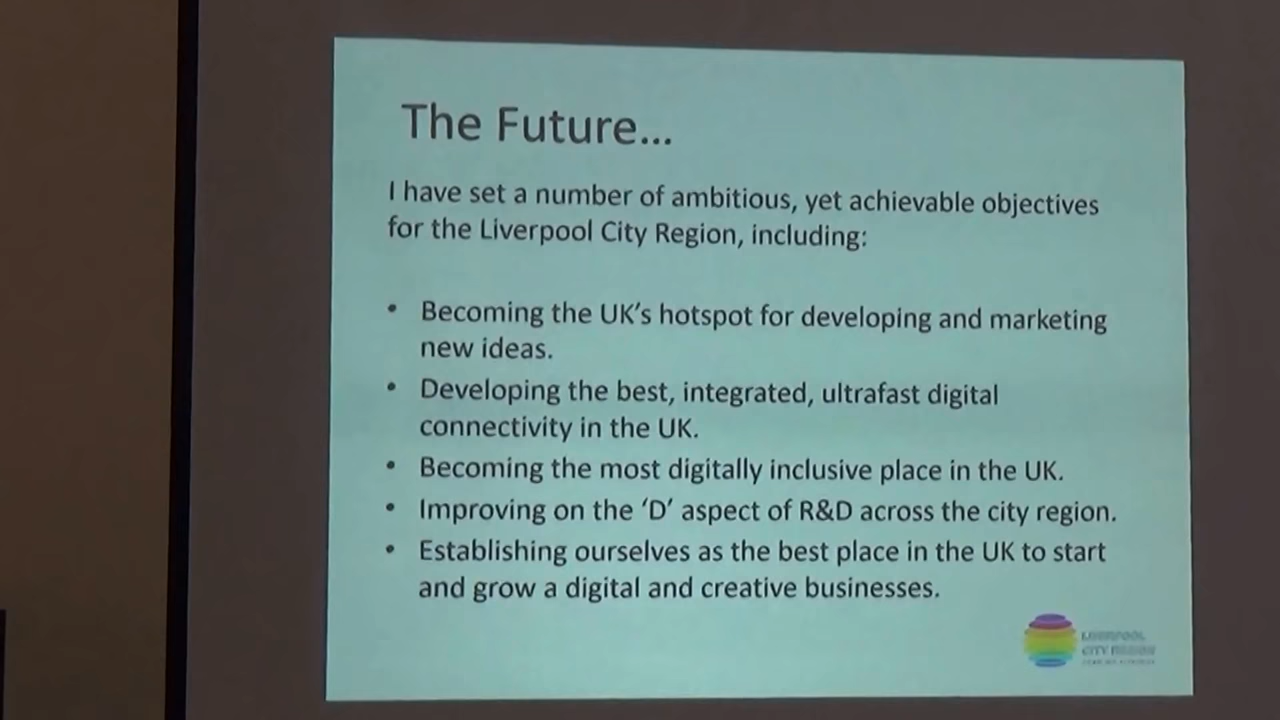 The Future...
I have set a number of ambitious, yet achievable objectives
for the Liverpool City Region, including:
• Becoming the UK's hotspot for developing and marketing
new ideas.
• Developing the best, integrated, ultrafast digital
connectivity in the UK.
• Becoming the most digitally inclusive place in the UK.
• Improving on the ‘D’ aspect of R&D across the city region.
• Establishing ourselves as the best place in the UK to start
and grow a digital and creative businesses.
LIVERPOOL
CITY REGION